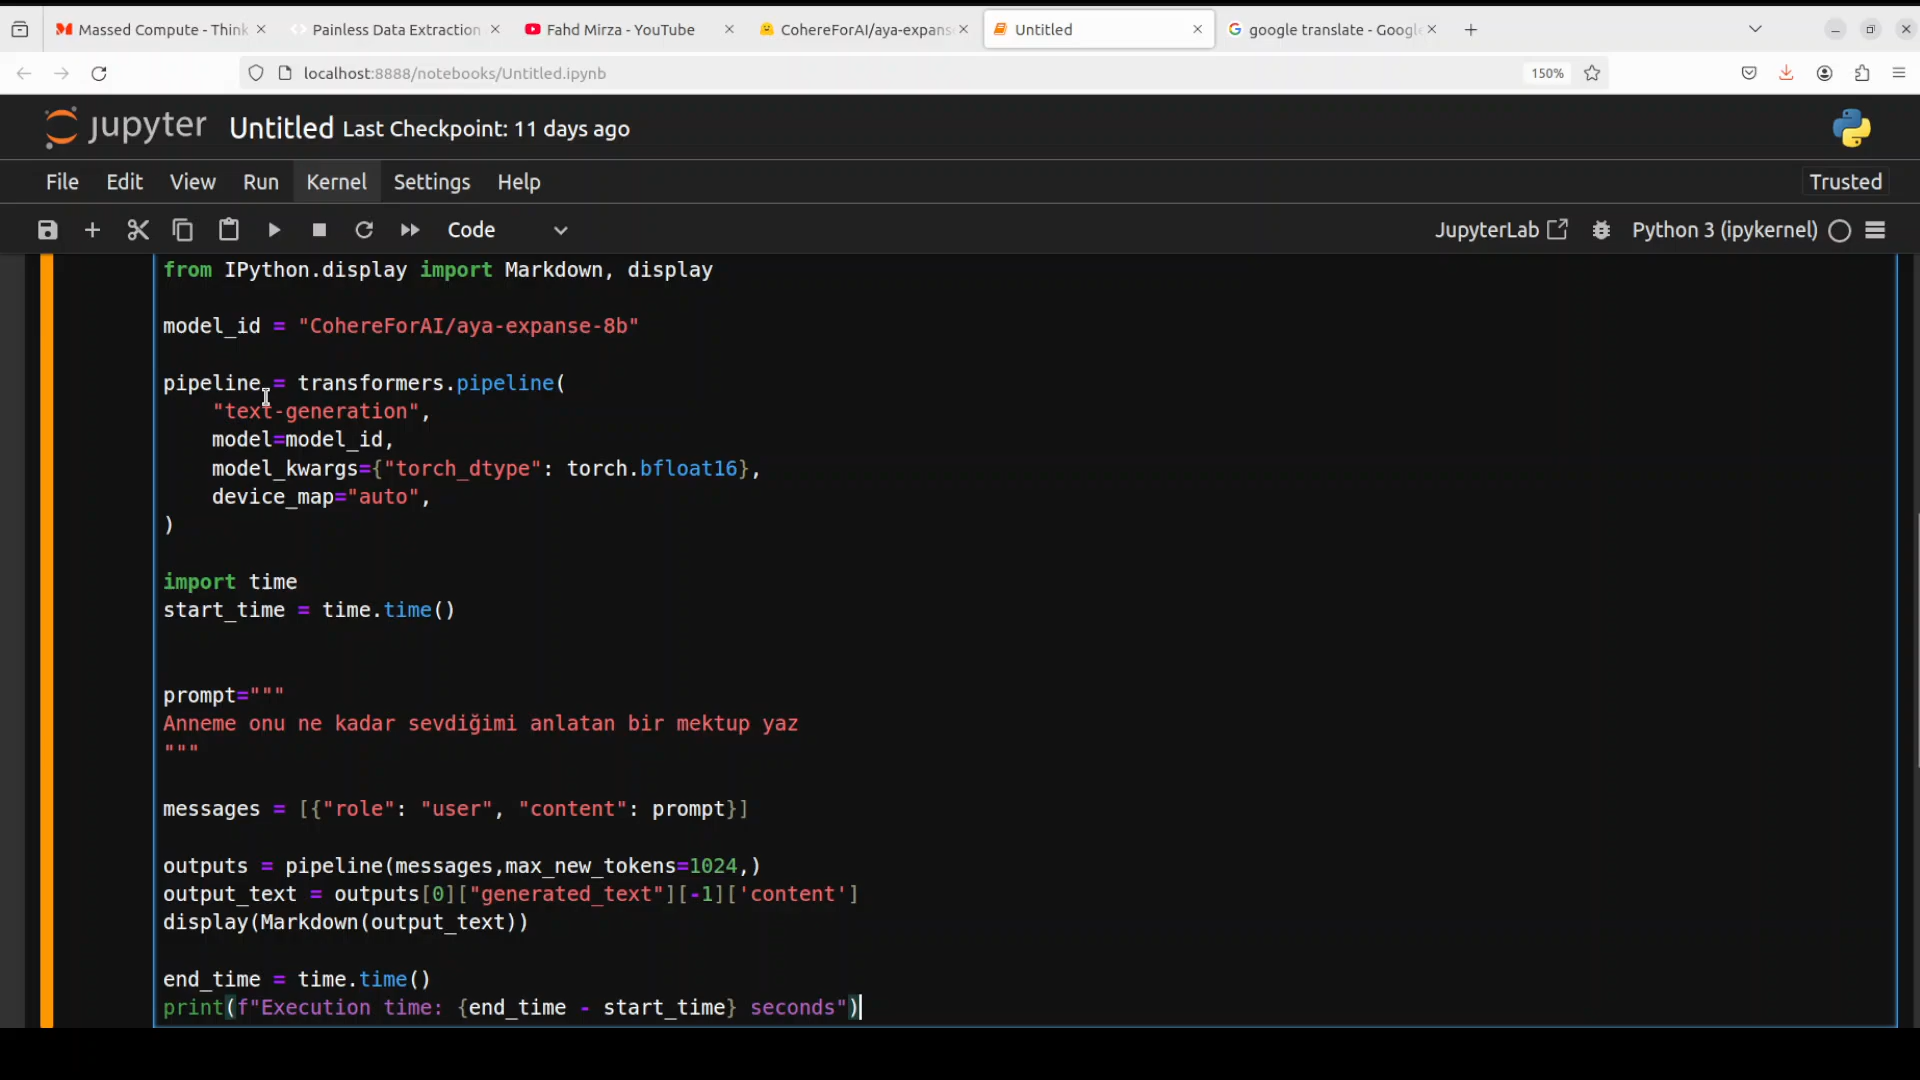 Massed Compute - Think
Painless Data Extraction
Fahd Mirza - YouTube
CohereForAI/aya-expans
Untitled
google translate - Googl
localhost:8888/notebooks/Untitled.ipynb
150%
jupyter Untitled Last Checkpoint: 11 days ago
File Edit View Run Kernel Settings Help
Trusted
Code
JupyterLab
Python 3 (ipykernel)
from IPython.display import Markdown, display
model_id = "CohereForAI/aya-expanse-8b"
pipeline = transformers.pipeline(
    "text-generation",
    model=model_id,
    model_kwargs={"torch_dtype": torch.bfloat16},
    device_map="auto",
)
import time
start_time = time.time()
prompt="""
Anneme onu ne kadar sevdiğimi anlatan bir mektup yaz
"""
messages = [{"role": "user", "content": prompt}]
outputs = pipeline(messages,max_new_tokens=1024,)
output_text = outputs[0]["generated_text"][-1]['content']
display(Markdown(output_text))
end_time = time.time()
print(f"Execution time: {end_time - start_time} seconds")